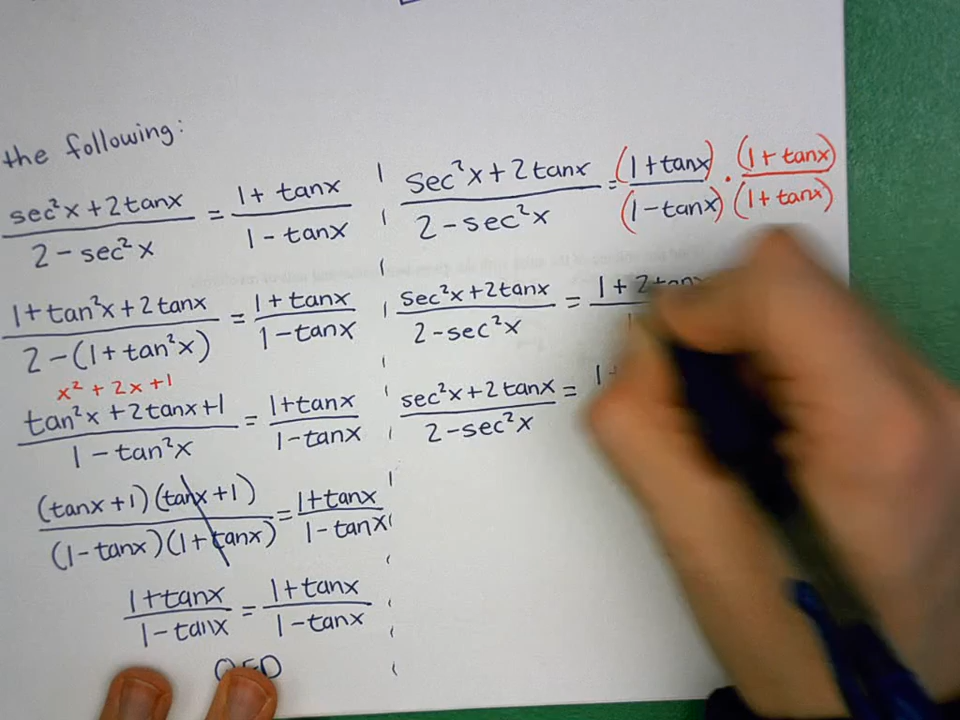 the following:
sec²x + 2tanx / 2 - sec²x = 1 + tanx / 1 - tanx
1 + tan²x + 2tanx / 2 - (1 + tan²x) = 1 + tanx / 1 - tanx
x² + 2x + 1
tan²x + 2tanx + 1 / 1 - tan²x = 1 + tanx / 1 - tanx
(tanx + 1)(tanx + 1) / (1 - tanx)(1 + tanx) = 1 + tanx / 1 - tanx
1 + tanx / 1 - tanx = 1 + tanx / 1 - tanx
QED
sec²x + 2tanx / 2 - sec²x = (1 + tanx) / (1 - tanx) · (1 + tanx) / (1 + tanx)
sec²x + 2tanx / 2 - sec²x = 1 + 2tanx
sec²x + 2tanx / 2 - sec²x = 1 +